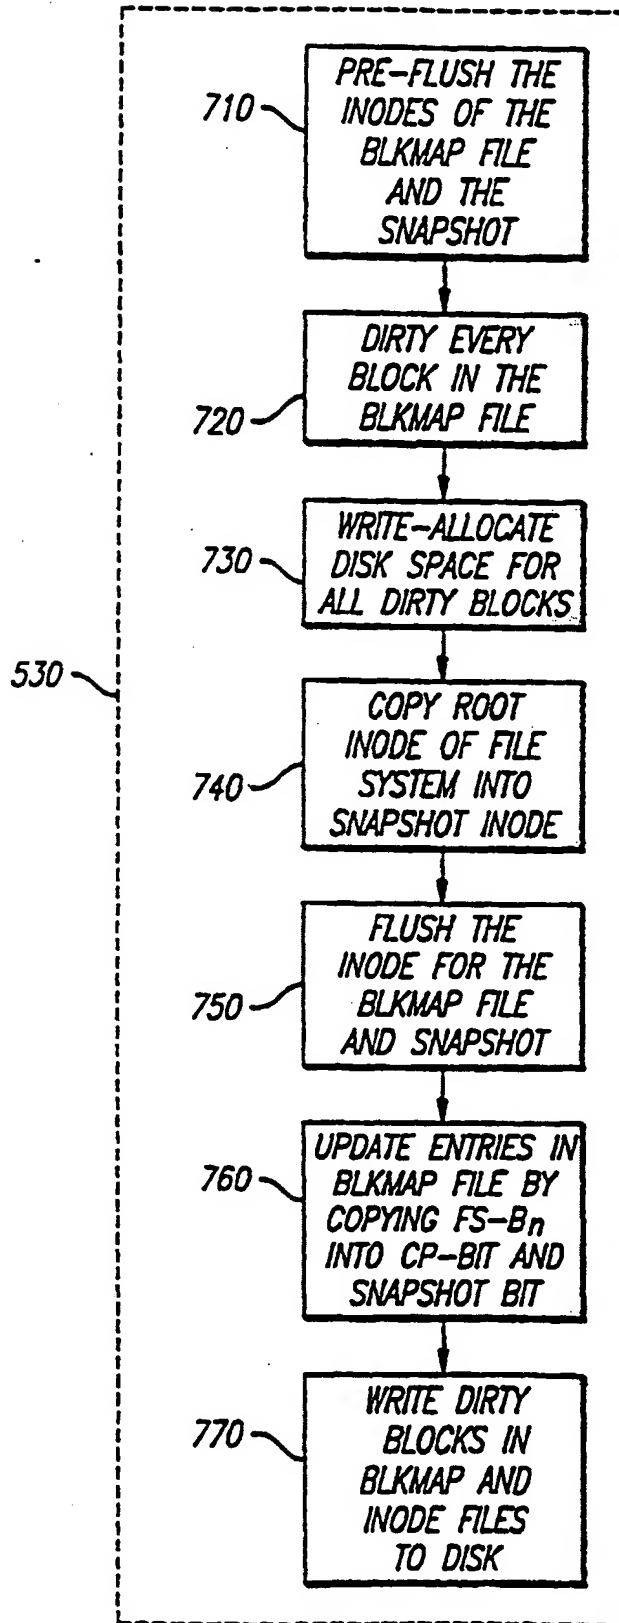 710
PRE-FLUSH THE
INODES OF THE
BLKMAP FILE
AND THE
SNAPSHOT
720
DIRTY EVERY
BLOCK IN THE
BLKMAP FILE
730
WRITE-ALLOCATE
DISK SPACE FOR
ALL DIRTY BLOCKS
530
740
COPY ROOT
INODE OF FILE
SYSTEM INTO
SNAPSHOT INODE
750
FLUSH THE
INODE FOR THE
BLKMAP FILE
AND SNAPSHOT
760
UPDATE ENTRIES IN
BLKMAP FILE BY
COPYING FS-Bn
INTO CP-BIT AND
SNAPSHOT BIT
770
WRITE DIRTY
BLOCKS IN
BLKMAP AND
INODE FILES
TO DISK